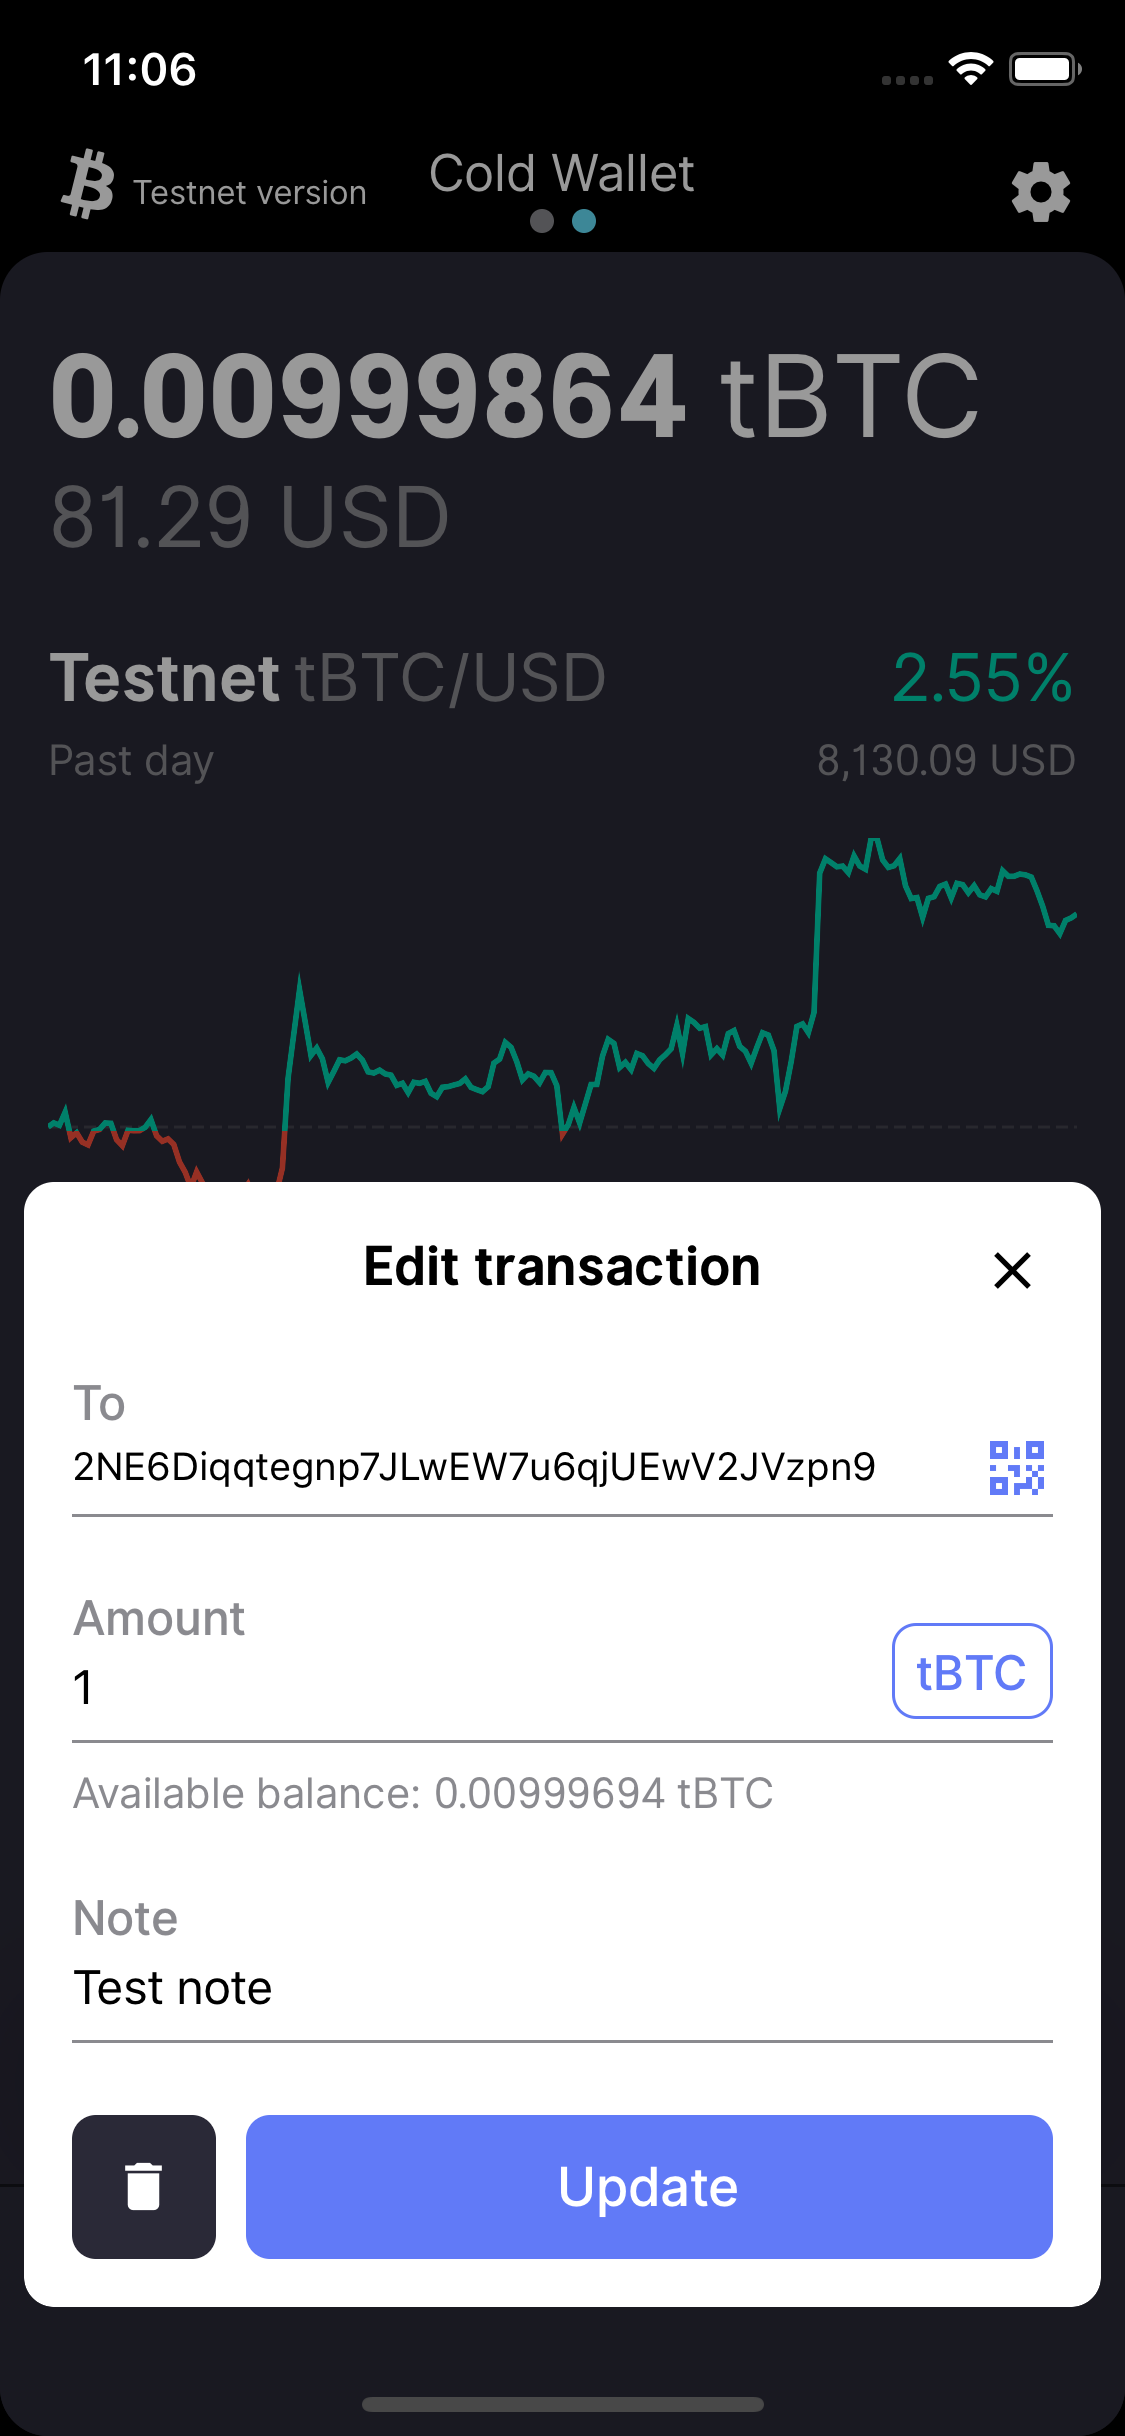 11:06
Testnet version
Cold Wallet
0.00999864 tBTC
81.29 USD
Testnet tBTC/USD
2.55%
Past day
8,130.09 USD
Edit transaction
To
2NE6Diqqtegnp7JLwEW7u6qjUEwV2JVzpn9
Amount
1
tBTC
Available balance: 0.00999694 tBTC
Note
Test note
Update